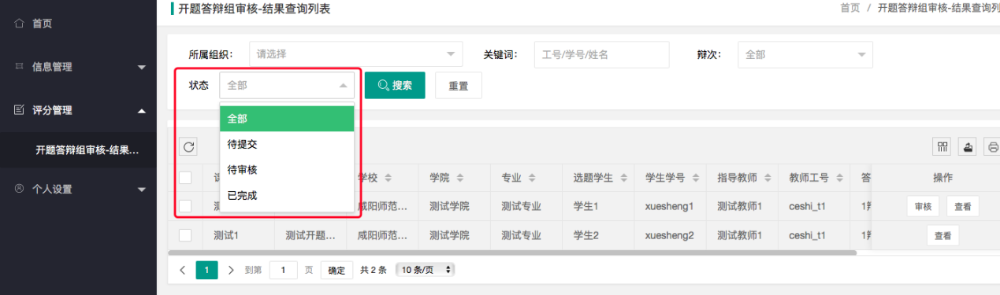 首页
信息管理
评分管理
开题答辩组审核-结果...
个人设置
开题答辩组审核-结果查询列表
首页 / 开题答辩组审核-结果查询列
所属组织: 请选择 关键词: 工号/学号/姓名 辩次: 全部
状态 全部 搜索 重置
全部
待提交
待审核
已完成
学校 学院 专业 选题学生 学生学号 指导教师 教师工号 答 操作
咸阳师范... 测试学院 测试专业 学生1 xuesheng1 测试教师1 ceshi_t1 审核 查看
测试1 测试开题... 咸阳师范... 测试学院 测试专业 学生2 xuesheng2 测试教师1 ceshi_t1 查看
1 到第 1 页 确定 共 2 条 10 条/页